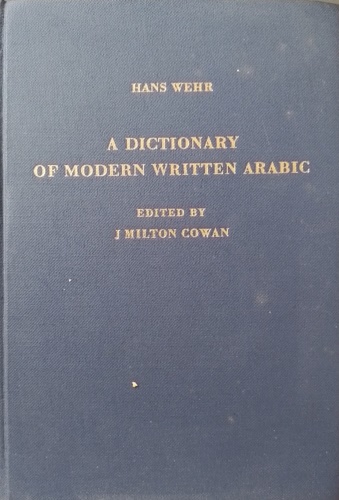 HANS WEHR
A DICTIONARY
OF MODERN WRITTEN ARABIC
EDITED BY
J MILTON COWAN